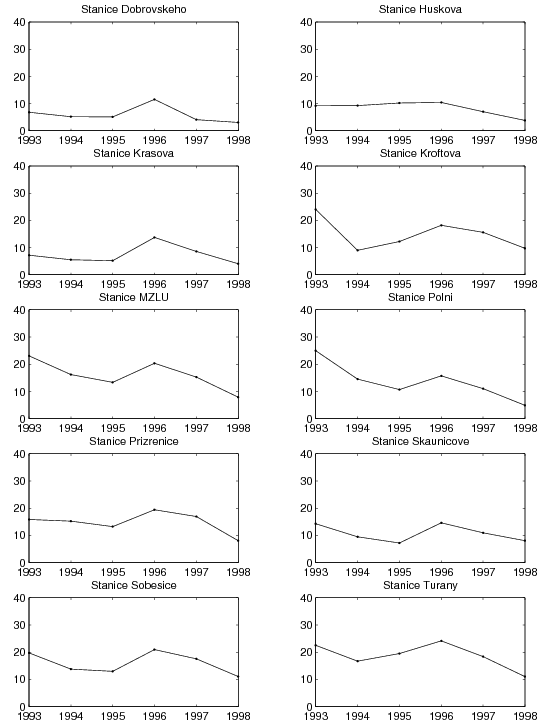 Stanice Dobrovskeho
40
30
20
10
0
1993 1994 1995 1996 1997 1998
Stanice Huskova
40
30
20
10
0
1993 1994 1995 1996 1997 1998
Stanice Krasova
40
30
20
10
0
1993 1994 1995 1996 1997 1998
Stanice Kroftova
40
30
20
10
0
1993 1994 1995 1996 1997 1998
Stanice MZLU
40
30
20
10
0
1993 1994 1995 1996 1997 1998
Stanice Polni
40
30
20
10
0
1993 1994 1995 1996 1997 1998
Stanice Prizrenice
40
30
20
10
0
1993 1994 1995 1996 1997 1998
Stanice Skaunicove
40
30
20
10
0
1993 1994 1995 1996 1997 1998
Stanice Sobesice
40
30
20
10
0
1993 1994 1995 1996 1997 1998
Stanice Turany
40
30
20
10
0
1993 1994 1995 1996 1997 1998